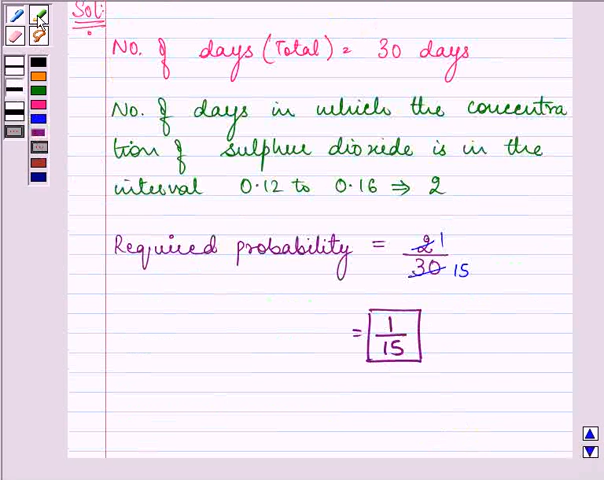 Sol:
No. of days (Total) = 30 days
No. of days in which the concentra
tion of sulphur dioxide is in the
interval 0.12 to 0.16 ⇒ 2
Required probability = 2/30 1 15
= 1/15